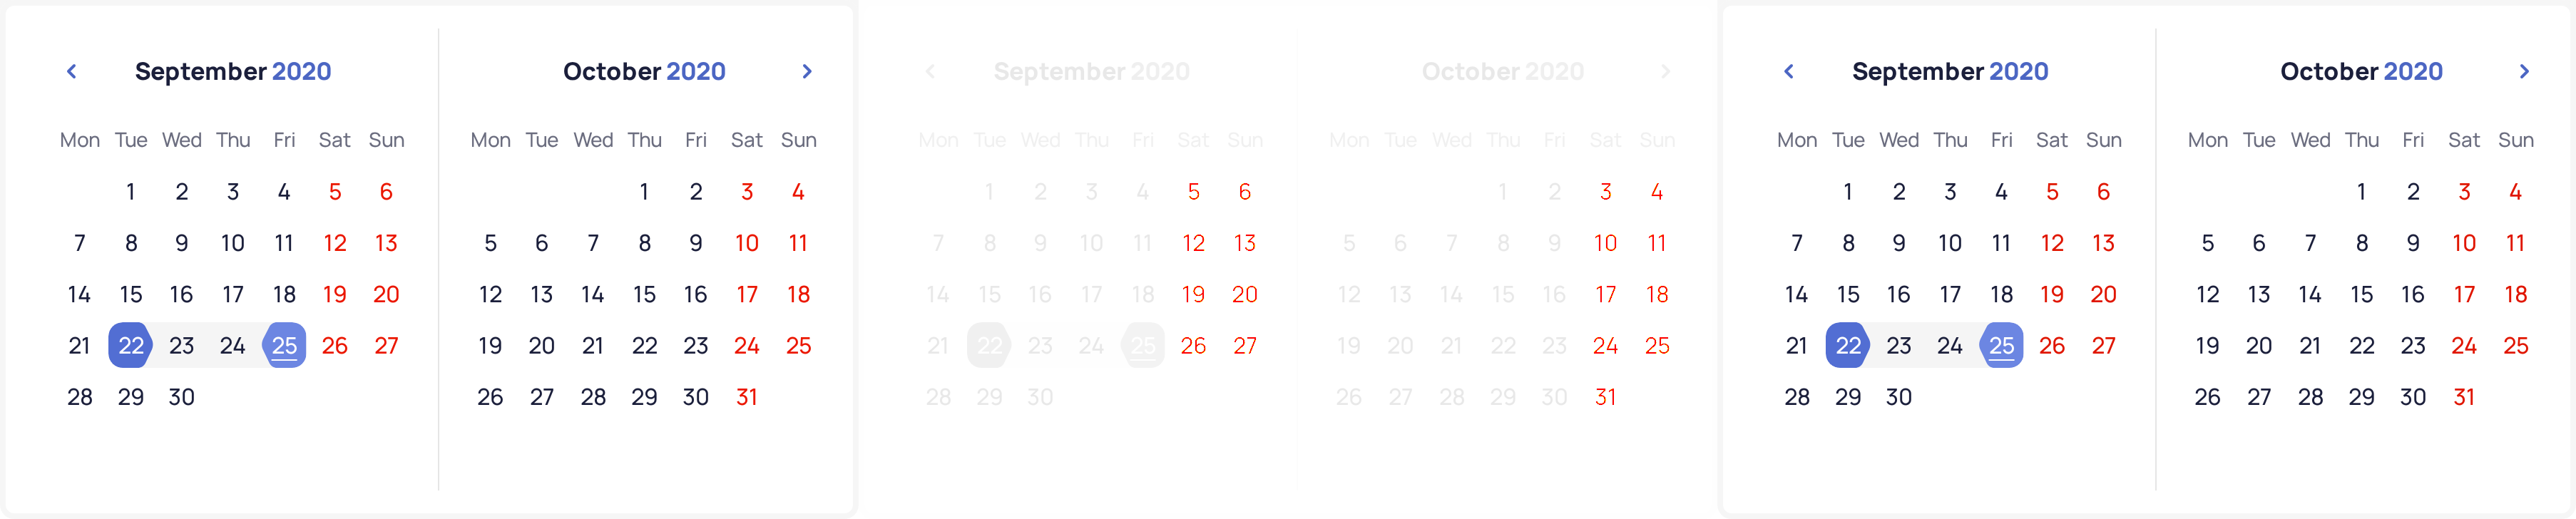 September 2020
Mon Tue Wed Thu Fri Sat Sun
1 2 3 4 5 6
7 8 9 10 11 12 13
14 15 16 17 18 19 20
21 22 23 24 25 26 27
28 29 30
October 2020
Mon Tue Wed Thu Fri Sat Sun
1 2 3 4
5 6 7 8 9 10 11
12 13 14 15 16 17 18
19 20 21 22 23 24 25
26 27 28 29 30 31
September 2020
Mon Tue Wed Thu Fri Sat Sun
1 2 3 4 5 6
7 8 9 10 11 12 13
14 15 16 17 18 19 20
21 22 23 24 25 26 27
28 29 30
October 2020
Mon Tue Wed Thu Fri Sat Sun
1 2 3 4
5 6 7 8 9 10 11
12 13 14 15 16 17 18
19 20 21 22 23 24 25
26 27 28 29 30 31
September 2020
Mon Tue Wed Thu Fri Sat Sun
1 2 3 4 5 6
7 8 9 10 11 12 13
14 15 16 17 18 19 20
21 22 23 24 25 26 27
28 29 30
October 2020
Mon Tue Wed Thu Fri Sat Sun
1 2 3 4
5 6 7 8 9 10 11
12 13 14 15 16 17 18
19 20 21 22 23 24 25
26 27 28 29 30 31